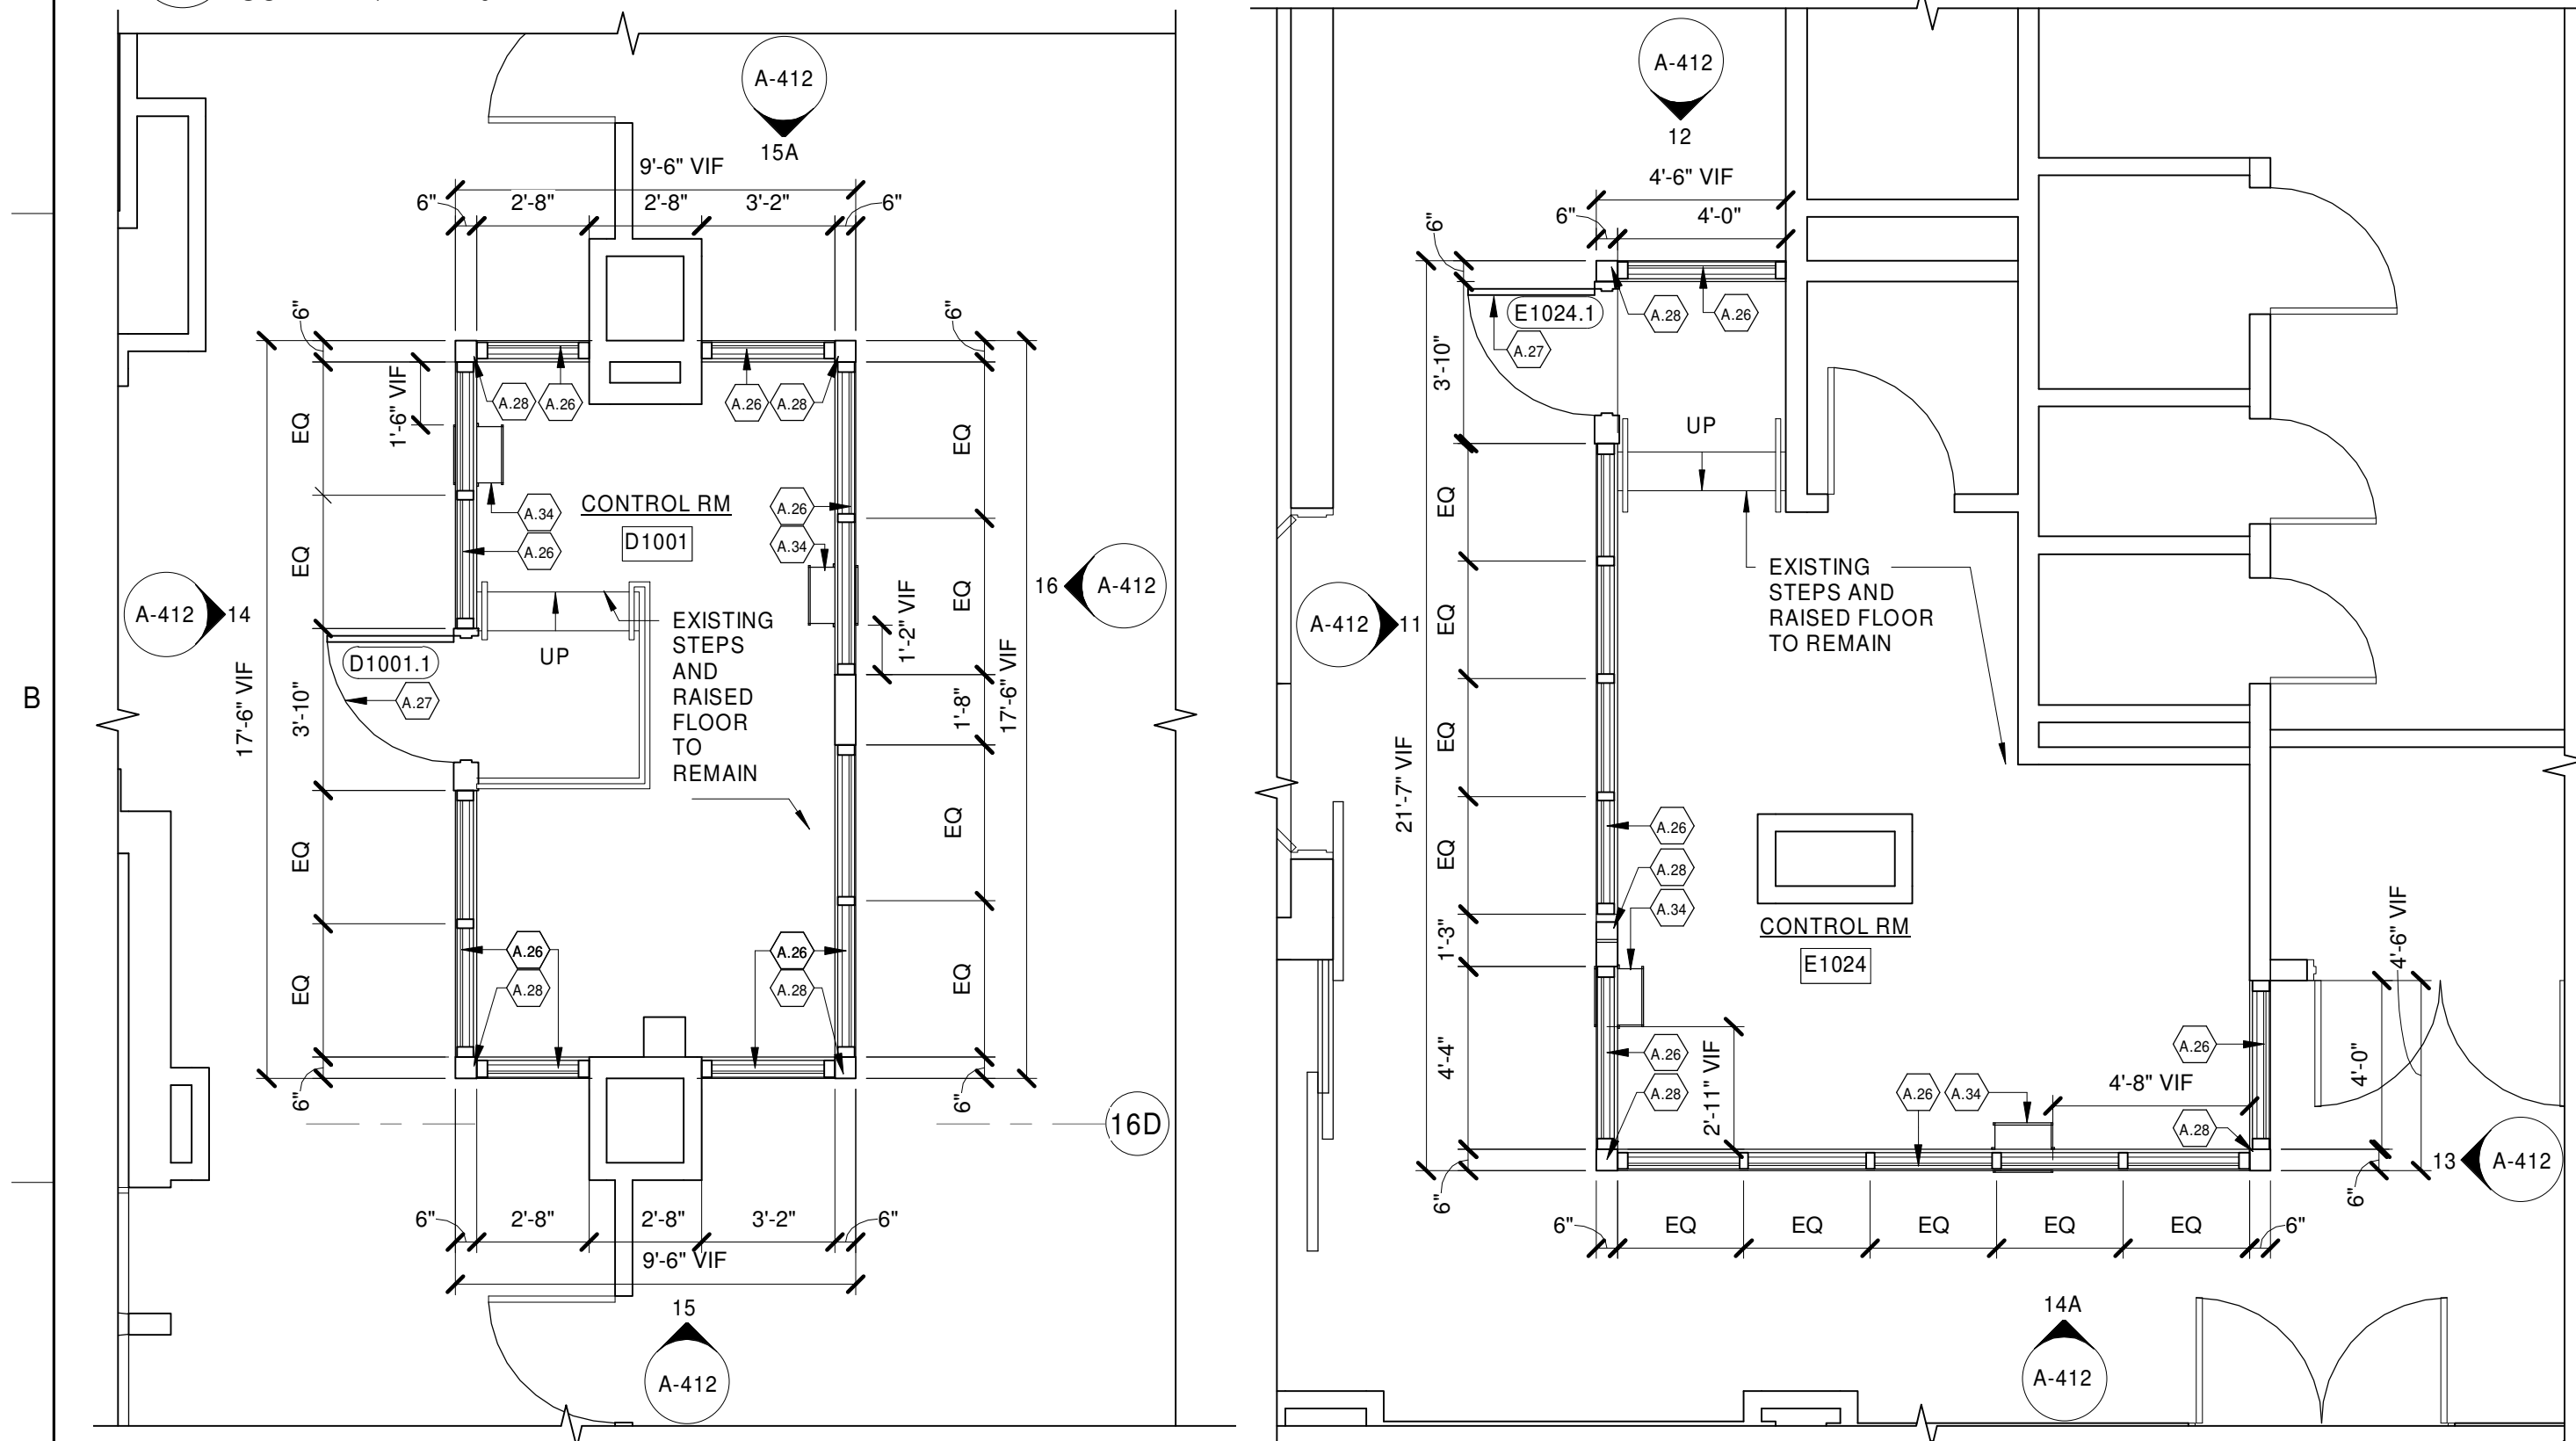 A-412
15A
9'-6" VIF
6"
2'-8"
2'-8"
3'-2"
6"
6"
6"
1'-6" VIF
EQ
EQ
A.28
A.26
A.26
A.28
A.34
A.26
CONTROL RM
D1001
A.26
A.34
EQ
EQ
A-412
14
16
A-412
17'-6" VIF
D1001.1
A.27
3'-10"
UP
EXISTING
STEPS
AND
RAISED
FLOOR
TO
REMAIN
1'-2" VIF
1'-8"
17'-6" VIF
B
EQ
EQ
EQ
EQ
A.26
A.28
A.26
A.28
6"
6"
16D
6"
2'-8"
2'-8"
3'-2"
6"
9'-6" VIF
15
A-412
A-412
12
4'-6" VIF
6"
4'-0"
6"
E1024.1
A.28
A.26
A.27
3'-10"
UP
EQ
EQ
EQ
EQ
EXISTING
STEPS AND
RAISED FLOOR
TO REMAIN
A-412
11
21'-7" VIF
A.26
A.28
A.34
1'-3"
CONTROL RM
E1024
4'-4"
A.26
A.28
2'-11" VIF
A.26
A.34
4'-8" VIF
A.26
A.28
4'-0"
4'-6" VIF
13
A-412
6"
6"
6"
EQ
EQ
EQ
EQ
EQ
6"
14A
A-412